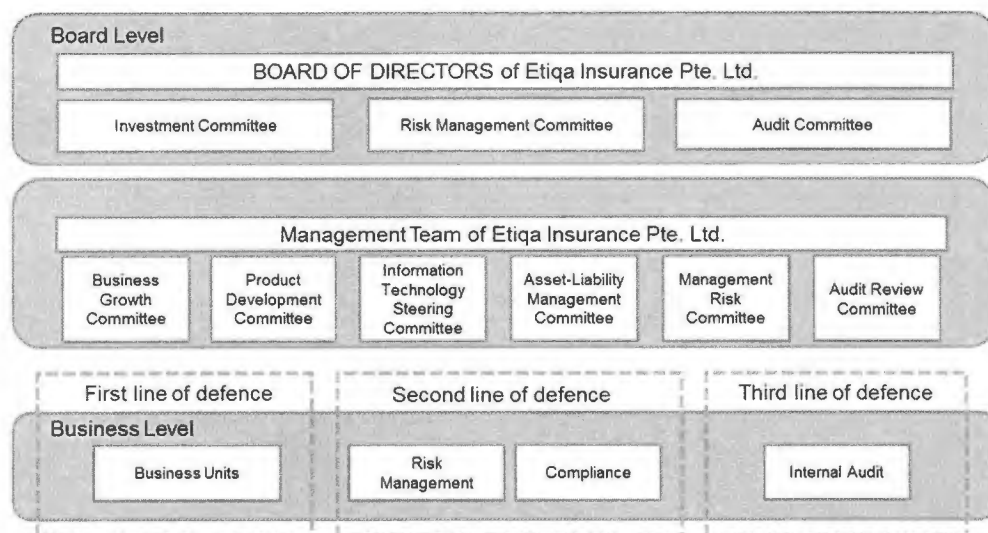 Board Level
BOARD OF DIRECTORS of Etiqa Insurance Pte. Ltd.
Investment Committee
Risk Management Committee
Audit Committee
Management Team of Etiqa Insurance Pte. Ltd.
Business
Growth
Committee
Product
Development
Committee
Information
Technology
Steering
Committee
Asset-Liability
Management
Committee
Management
Risk
Committee
Audit Review
Committee
First line of defence
Second line of defence
Third line of defence
Business Level
Business Units
Risk
Management
Compliance
Internal Audit